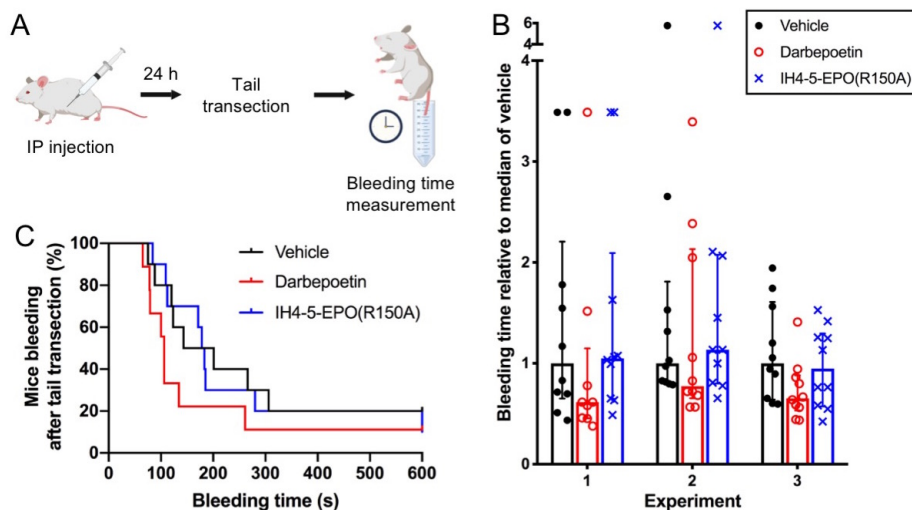 A
IP injection
24 h
Tail
transection
Bleeding time
measurement
B
Bleeding time relative to median of vehicle
6
4
4
3
2
1
0
1
2
3
Experiment
Vehicle
Darbepoetin
IH4-5-EPO(R150A)
C
Mice bleeding
after tail transection (%)
100
80
60
40
20
0
0
100
200
300
400
500
600
Bleeding time (s)
Vehicle
Darbepoetin
IH4-5-EPO(R150A)